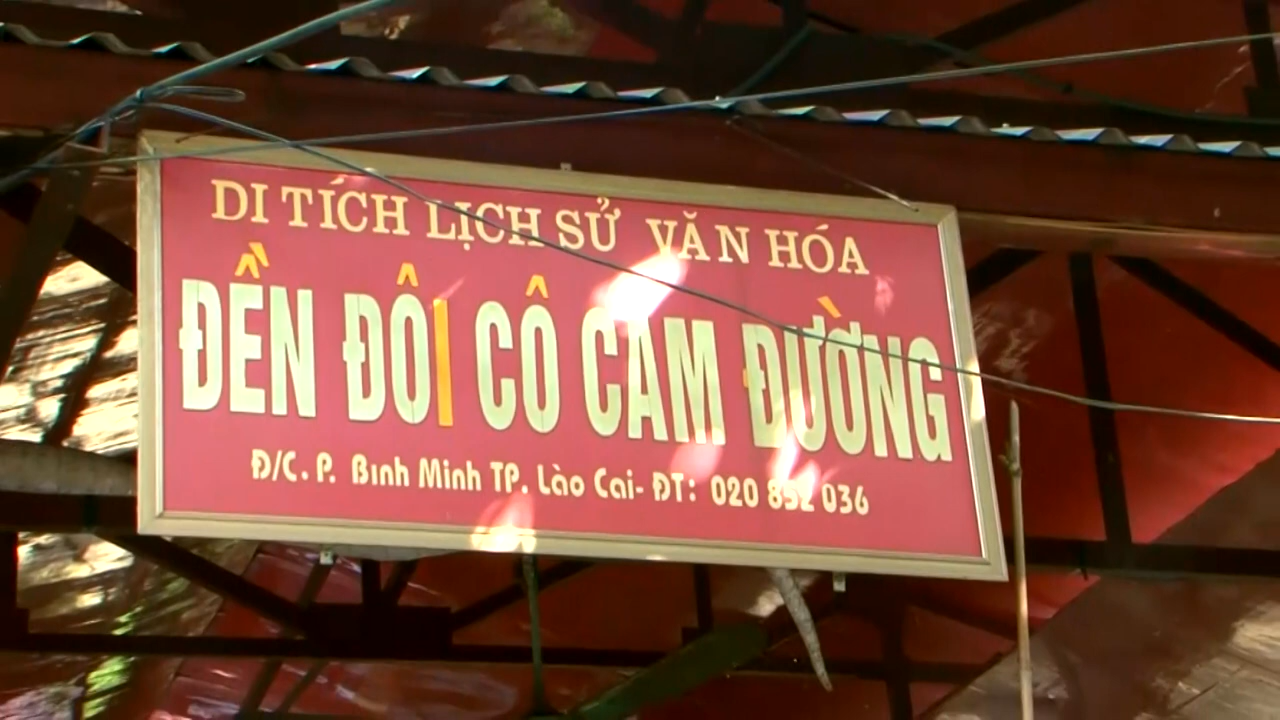 DI TÍCH LỊCH SỬ VĂN HÓA
ĐỀN ĐÔI CÔ CAM ĐƯỜNG
Đ/C. P. Bình Minh TP. Lào Cai- ĐT: 020 852 036